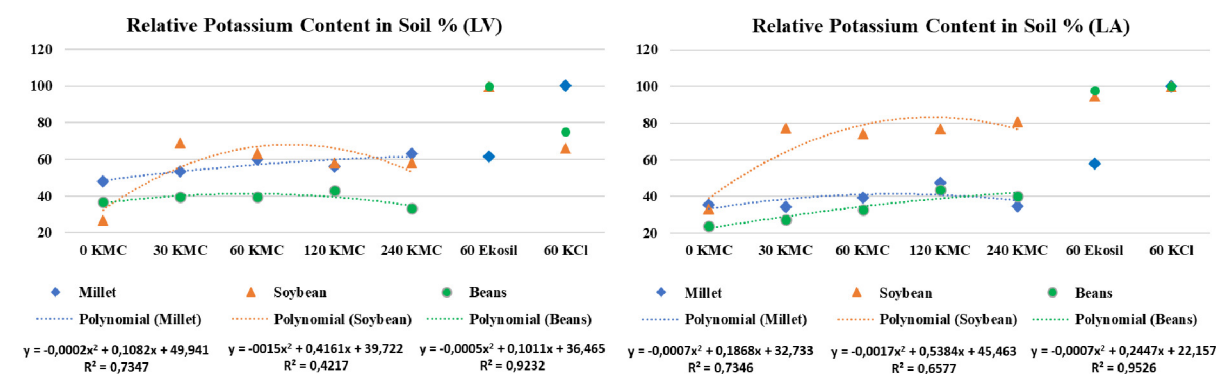 Relative Potassium Content in Soil % (LV)
120
100
80
60
40
20
0 KMC 30 KMC 60 KMC 120 KMC 240 KMC 60 Ekosil 60 KCl
Millet Soybean Beans
Polynomial (Millet) Polynomial (Soybean) Polynomial (Beans)
y = -0,0002x² + 0,1082x + 49,941 y = -0015x² + 0,4161x + 39,722 y = -0,0005x² + 0,1011x + 36,465
R² = 0,7347 R² = 0,4217 R² = 0,9232
Relative Potassium Content in Soil % (LA)
120
100
80
60
40
20
0 KMC 30 KMC 60 KMC 120 KMC 240 KMC 60 Ekosil 60 KCl
Millet Soybean Beans
Polynomial (Millet) Polynomial (Soybean) Polynomial (Beans)
y = -0,0007x² + 0,1868x + 32,733 y = -0,0017x² + 0,5384x + 45,463 y = -0,0007x² + 0,2447x + 22,157
R² = 0,7346 R² = 0,6577 R² = 0,9526